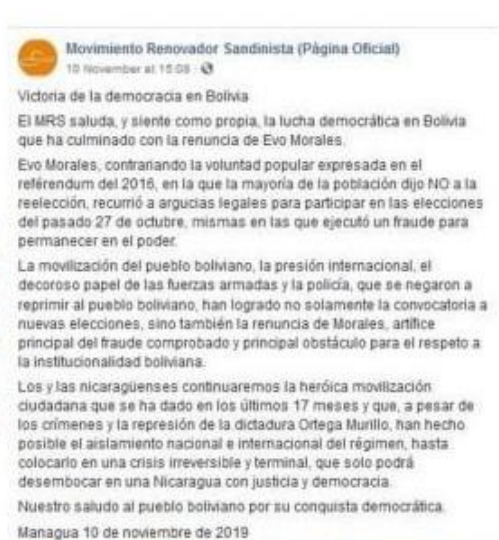 Movimiento Renovador Sandinista (Página Oficial)
10 November at 15:08
Victoria de la democracia en Bolivia
El MRS saluda, y siente como propia, la lucha democrática en Bolivia
que ha culminado con la renuncia de Evo Morales.
Evo Morales, contrariando la voluntad popular expresada en el
referéndum del 2016, en la que la mayoría de la población dijo NO a la
reelección, recurrió a argucias legales para participar en las elecciones
del pasado 27 de octubre, mismas en las que ejecutó un fraude para
permanecer en el poder.
La movilización del pueblo boliviano, la presión internacional, el
decoroso papel de las fuerzas armadas y la policía, que se negaron a
reprimir al pueblo boliviano, han logrado no solamente la convocatoria a
nuevas elecciones, sino también la renuncia de Morales, artífice
principal del fraude comprobado y principal obstáculo para el respeto a
la institucionalidad boliviana.
Los y las nicaragüenses continuaremos la heróica movilización
ciudadana que se ha dado en los últimos 17 meses y que, a pesar de
los crímenes y la represión de la dictadura Ortega Murillo, han hecho
posible el aislamiento nacional e internacional del régimen, hasta
colocarlo en una crisis irreversible y terminal, que solo podrá
desembocar en una Nicaragua con justicia y democracia.
Nuestro saludo al pueblo boliviano por su conquista democrática.
Managua 10 de noviembre de 2019